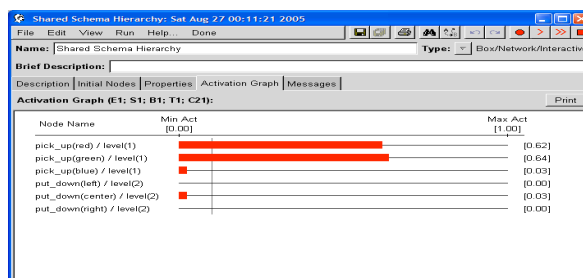 Shared Schema Hierarchy: Sat Aug 27 00:11:21 2005
File Edit View Run Help... Done
Name: Shared Schema Hierarchy Type: Box/Network/Interactive
Brief Description:
Description Initial Nodes Properties Activation Graph Messages
Activation Graph (E1; S1; B1; T1; C21): Print
Node Name Min Act Max Act
[0.00] [1.00]
pick_up(red) / level(1) [0.62]
pick_up(green) / level(1) [0.64]
pick_up(blue) / level(1) [0.03]
put_down(left) / level(2) [0.00]
put_down(center) / level(2) [0.03]
put_down(right) / level(2) [0.00]